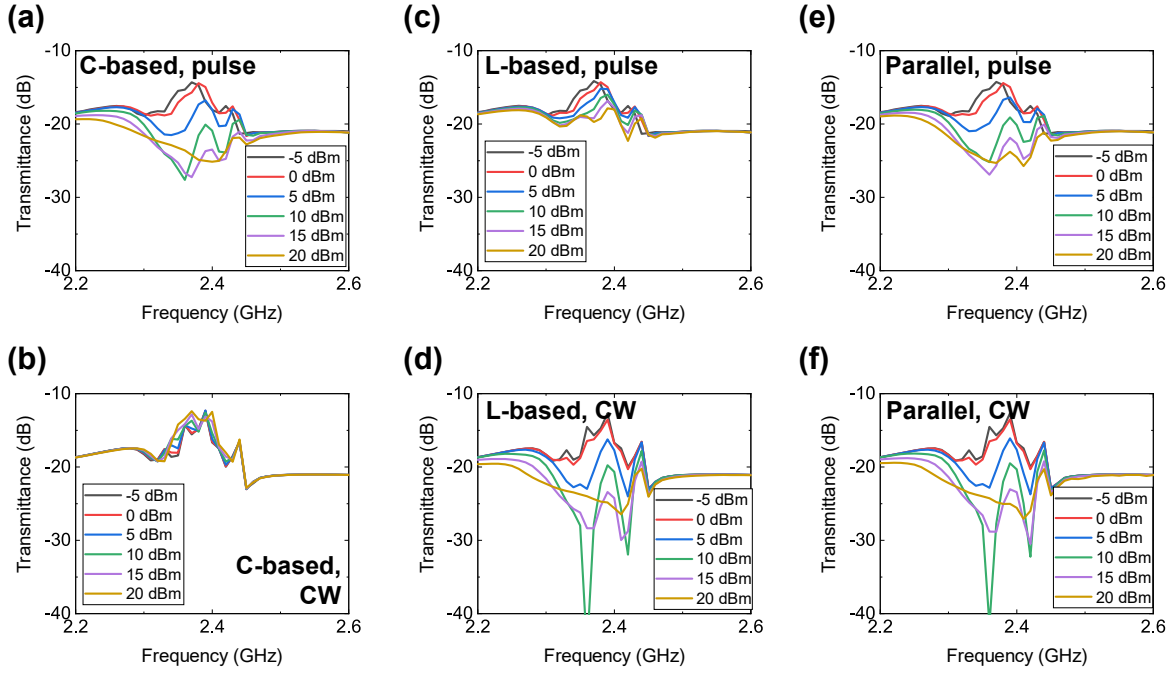 (a)
C-based, pulse
Transmittance (dB)
-10
-20
-30
-40
2.2
2.4
2.6
Frequency (GHz)
-5 dBm
0 dBm
5 dBm
10 dBm
15 dBm
20 dBm
(c)
L-based, pulse
Transmittance (dB)
-10
-20
-30
-40
2.2
2.4
2.6
Frequency (GHz)
-5 dBm
0 dBm
5 dBm
10 dBm
15 dBm
20 dBm
(e)
Parallel, pulse
Transmittance (dB)
-10
-20
-30
-40
2.2
2.4
2.6
Frequency (GHz)
-5 dBm
0 dBm
5 dBm
10 dBm
15 dBm
20 dBm
(b)
Transmittance (dB)
-10
-20
-30
-40
2.2
2.4
2.6
Frequency (GHz)
-5 dBm
0 dBm
5 dBm
10 dBm
15 dBm
20 dBm
C-based,
CW
(d)
L-based, CW
Transmittance (dB)
-10
-20
-30
-40
2.2
2.4
2.6
Frequency (GHz)
-5 dBm
0 dBm
5 dBm
10 dBm
15 dBm
20 dBm
(f)
Parallel, CW
Transmittance (dB)
-10
-20
-30
-40
2.2
2.4
2.6
Frequency (GHz)
-5 dBm
0 dBm
5 dBm
10 dBm
15 dBm
20 dBm